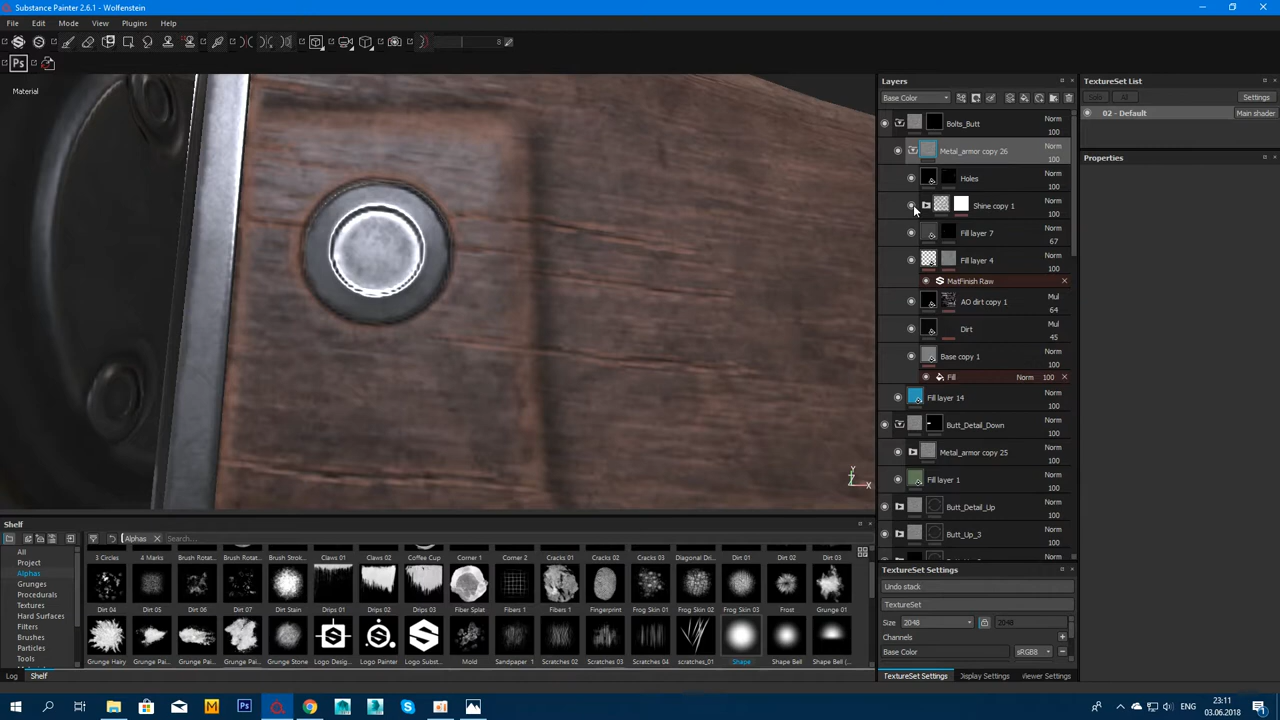 Substance Painter 2.6.1 - Wolfenstein
File Edit Mode View Plugins Help
8
Ps
Material
Y
X
Layers
Base Color
Bolts_Butt Norm 100
Metal_armor copy 26 Norm 100
Holes Norm 100
Shine copy 1 Norm 100
Fill layer 7 Norm 67
Fill layer 4 Norm 100
MatFinish Raw
AO dirt copy 1 Mul 64
Dirt Mul 45
Base copy 1 Norm 100
Fill Norm 100
Fill layer 14 Norm 100
Butt_Detail_Down Norm 100
Metal_armor copy 25 Norm 100
Fill layer 1 Norm 100
Butt_Detail_Up Norm 100
Butt_Up_3 Norm 100
TextureSet List
Solo All Settings
02 - Default Main shader
Properties
Shelf
Alphas Search...
All
Project
Alphas
Grunges
Procedurals
Textures
Hard Surfaces
Filters
Brushes
Particles
Tools
3 Circles 4 Marks Brush Rotat... Brush Strok... Claws 01 Claws 02 Coffee Cup Corner 1 Corner 2 Cracks 01 Cracks 02 Cracks 03 Diagonal Dri... Dirt 01 Dirt 02 Dirt 03
Dirt 04 Dirt 05 Dirt 06 Dirt 07 Dirt Stain Drips 01 Drips 02 Drips 03 Fiber Splat Fibers 1 Fibers 1 Fingerprint Frog Skin 01 Frog Skin 02 Frog Skin 03 Frost Grunge 01
Grunge Hairy Grunge Pai... Grunge Pai... Grunge Pai... Grunge Stone Logo Desig... Logo Painter Logo Subst... Mold Sandpaper 1 Scratches 02 Scratches 03 Scratches 04 scratches_01 Shape Shape Bell Shape Bell (...
Log Shelf
TextureSet Settings
Undo stack
TextureSet
Size 2048 2048
Channels
Base Color sRGB8
TextureSet Settings Display Settings Viewer Settings
ENG
23:11
03.06.2018
1